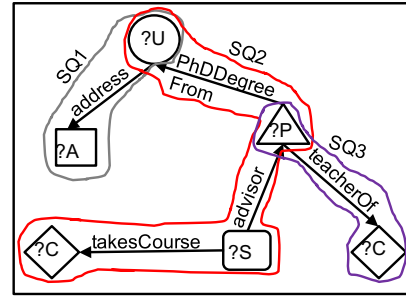 ?U
SQ1
SQ2
address
PhDDegree
From
?A
?P
SQ3
teacherOf
advisor
takesCourse
?C
?S
?C